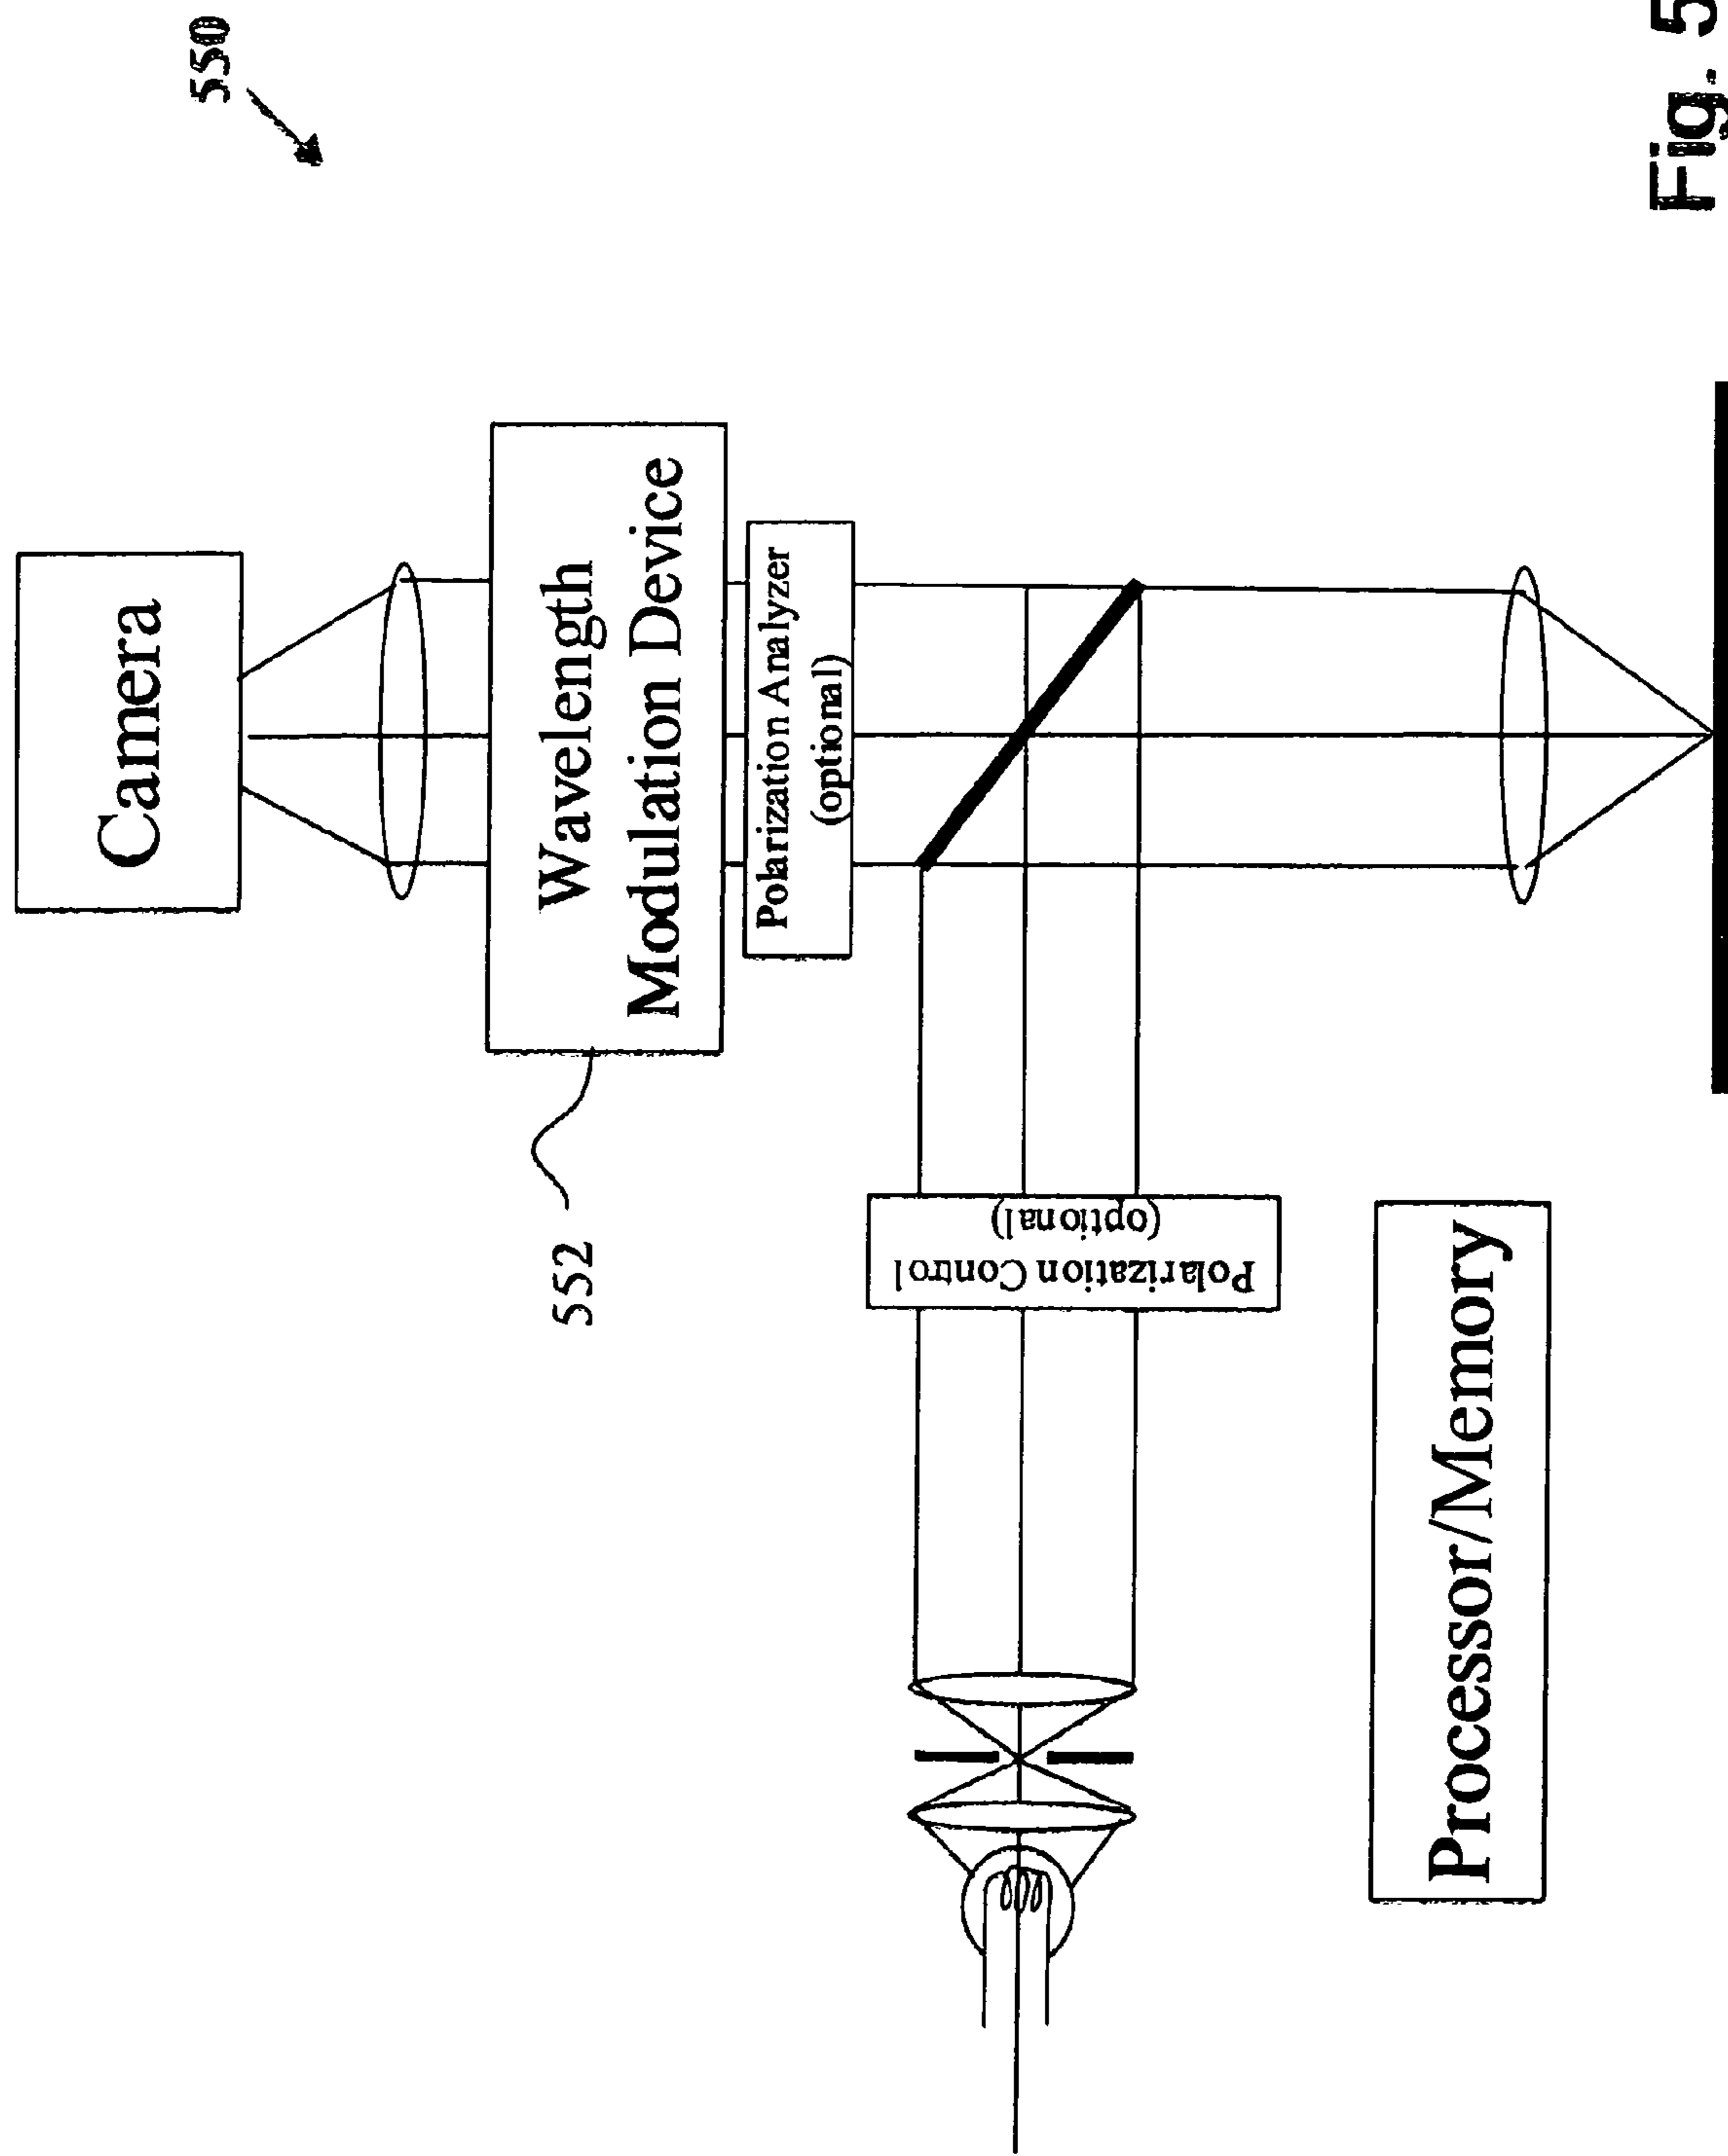 550
Camera
Wavelength
Modulation Device
552
Polarization Analyzer
(optional)
Polarization Control
(optional)
Processor/Memory
Fig. 5